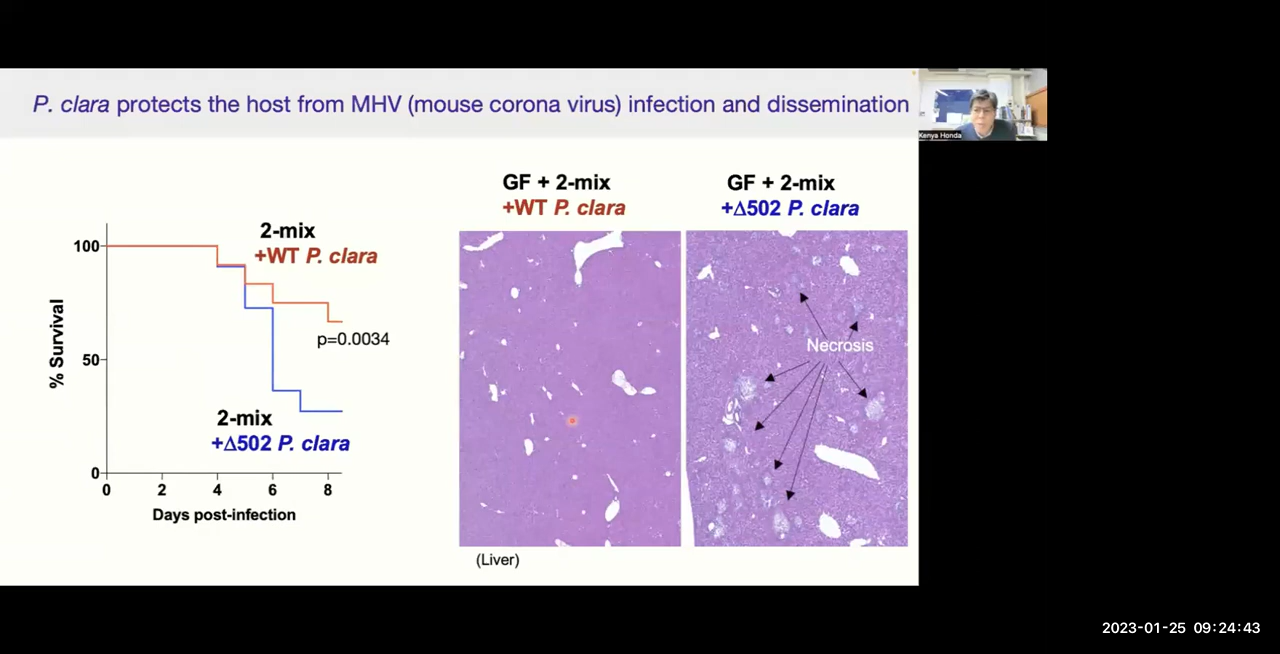 P. clara protects the host from MHV (mouse corona virus) infection and dissemination
Kenya Honda
% Survival
100
50
0
0 2 4 6 8
Days post-infection
2-mix
+WT P. clara
p=0.0034
2-mix
+Δ502 P. clara
GF + 2-mix
+WT P. clara
GF + 2-mix
+Δ502 P. clara
Necrosis
(Liver)
2023-01-25 09:24:43